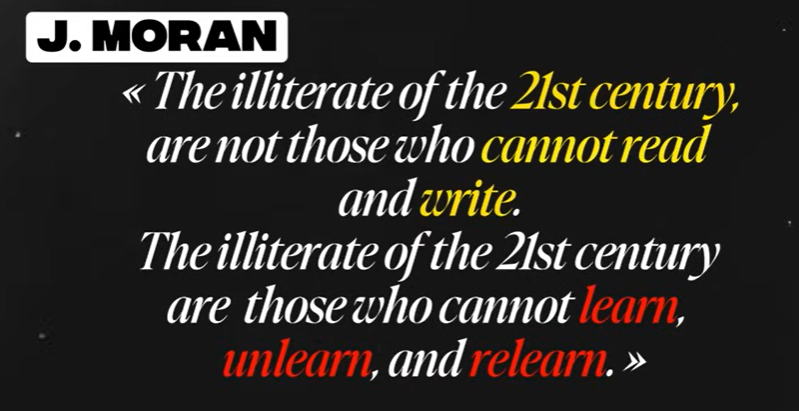 J. MORAN
« The illiterate of the 21st century,
are not those who cannot read
and write.
The illiterate of the 21st century
are those who cannot learn,
unlearn, and relearn. »